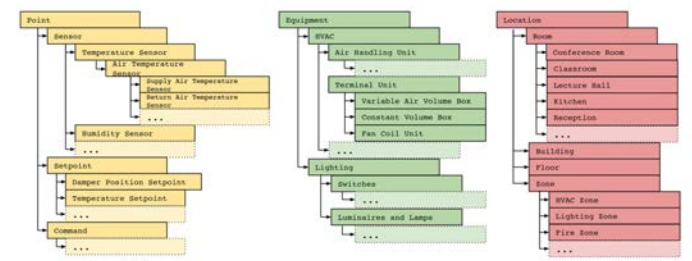 Point
Sensor
Temperature Sensor
Air Temperature
Sensor
Supply Air Temperature
Sensor
Return Air Temperature
Sensor
...
Humidity Sensor
...
Setpoint
Damper Position Setpoint
Temperature Setpoint
...
Command
...
Equipment
HVAC
Air Handling Unit
...
Terminal Unit
Variable Air Volume Box
Constant Volume Box
Fan Coil Unit
...
Lighting
Switches
...
Luminaires and Lamps
...
Location
Room
Conference Room
Classroom
Lecture Hall
Kitchen
Reception
...
Building
Floor
Zone
HVAC Zone
Lighting Zone
Fire Zone
...